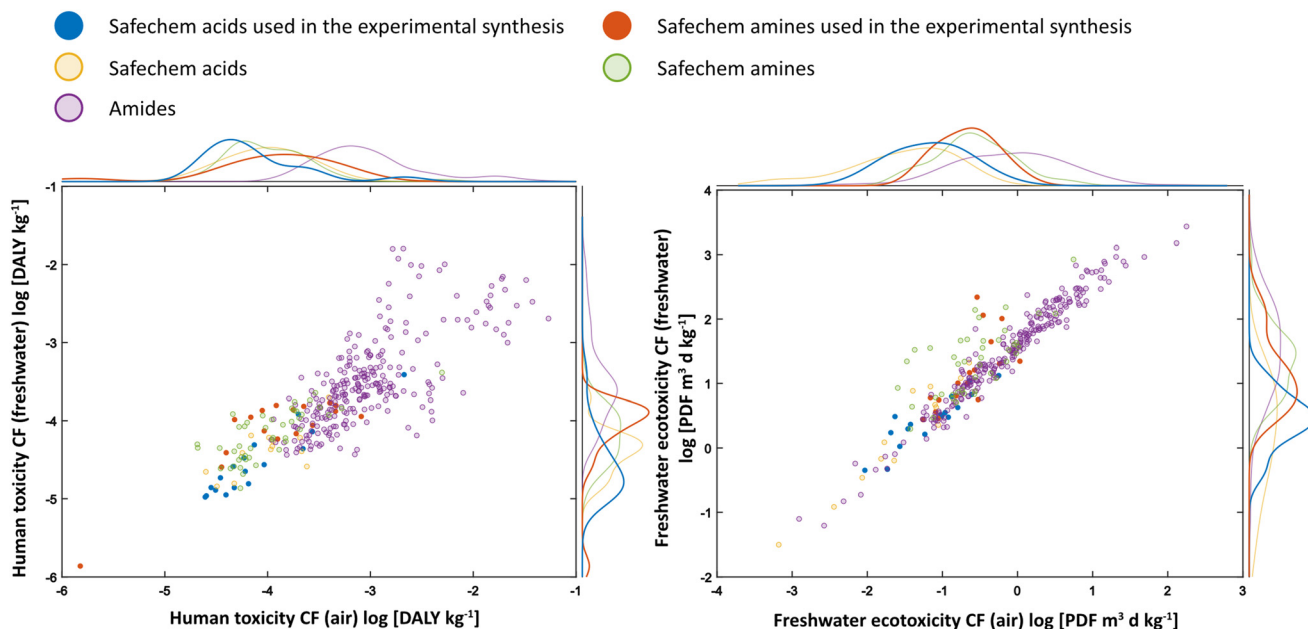 Safechem acids used in the experimental synthesis
Safechem amines used in the experimental synthesis
Safechem acids
Safechem amines
Amides
Human toxicity CF (freshwater) log [DALY kg⁻¹]
-1
-2
-3
-4
-5
-6
-6 -5 -4 -3 -2 -1
Human toxicity CF (air) log [DALY kg⁻¹]
Freshwater ecotoxicity CF (freshwater)
log [PDF m³ d kg⁻¹]
4
3
2
1
0
-1
-2
-4 -3 -2 -1 0 1 2 3
Freshwater ecotoxicity CF (air) log [PDF m³ d kg⁻¹]